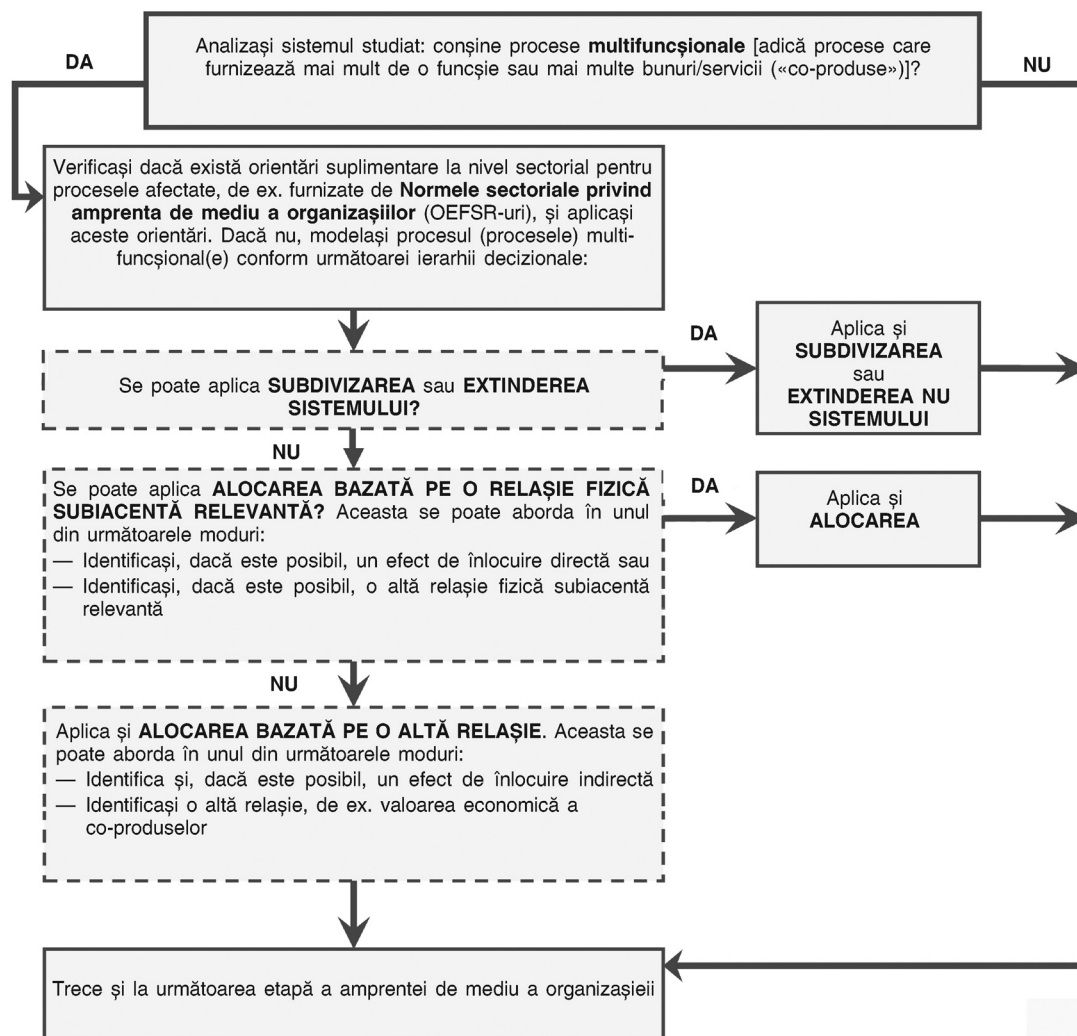 Analizași sistemul studiat: conșine procese multifuncșionale [adică procese care
furnizează mai mult de o funcșie sau mai multe bunuri/servicii («co-produse»)]?
DA
NU
Verificași dacă există orientări suplimentare la nivel sectorial pentru
procesele afectate, de ex. furnizate de Normele sectoriale privind
amprenta de mediu a organizașiilor (OEFSR-uri), și aplicași
aceste orientări. Dacă nu, modelași procesul (procesele) multi-
funcșional(e) conform următoarei ierarhii decizionale:
Se poate aplica SUBDIVIZAREA sau EXTINDEREA
SISTEMULUI?
DA
Aplica și
SUBDIVIZAREA
sau
EXTINDEREA NU
SISTEMULUI
NU
Se poate aplica ALOCAREA BAZATĂ PE O RELAȘIE FIZICĂ
SUBIACENTĂ RELEVANTĂ? Aceasta se poate aborda în unul
din următoarele moduri:
— Identificași, dacă este posibil, un efect de înlocuire directă sau
— Identificași, dacă este posibil, o altă relașie fizică subiacentă
relevantă
DA
Aplica și
ALOCAREA
NU
Aplica și ALOCAREA BAZATĂ PE O ALTĂ RELAȘIE. Aceasta se
poate aborda în unul din următoarele moduri:
— Identifica și, dacă este posibil, un efect de înlocuire indirectă
— Identificași o altă relașie, de ex. valoarea economică a
co-produselor
Trece și la următoarea etapă a amprentei de mediu a organizașieii